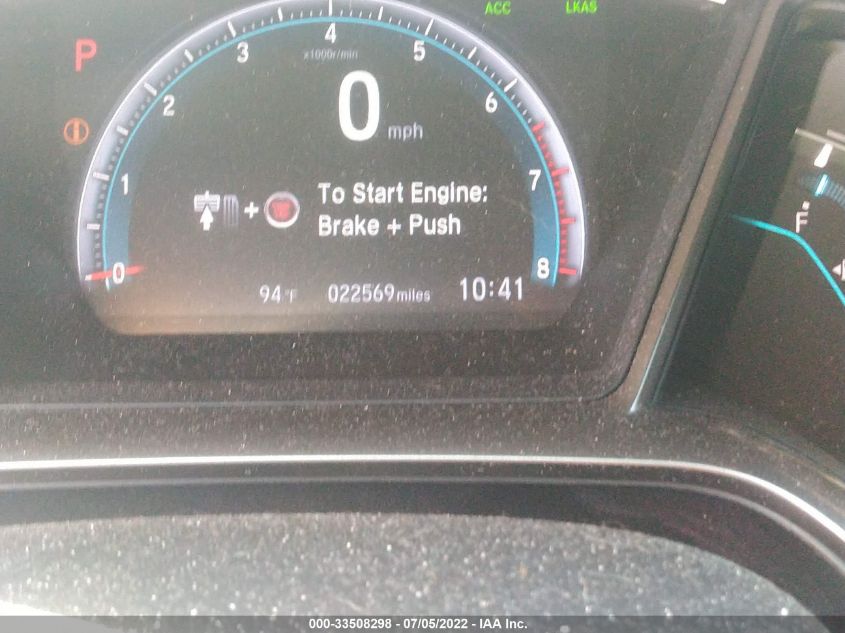 ACC
LKAS
P
0
1
2
3
4
5
6
7
8
x1000r/min
0 mph
To Start Engine:
Brake + Push
+
94°F
022569 miles
10:41
F
000-33508298 - 07/05/2022 - IAA Inc.